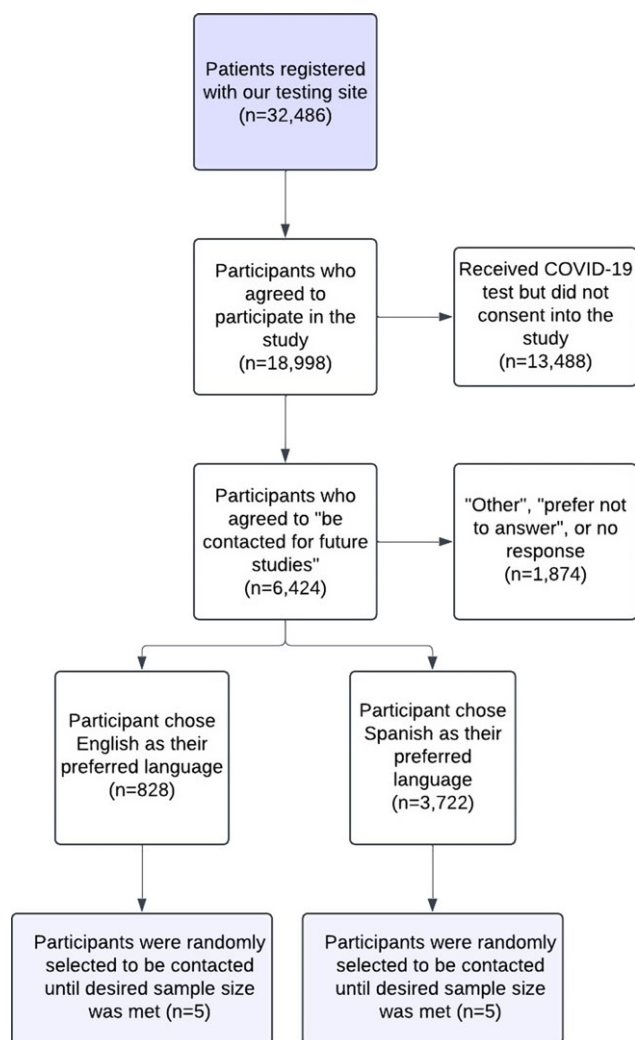 Patients registered
with our testing site
(n=32,486)
Participants who
agreed to
participate in the
study
(n=18,998)
Received COVID-19
test but did not
consent into the
study
(n=13,488)
Participants who
agreed to "be
contacted for future
studies"
(n=6,424)
"Other", "prefer not
to answer", or no
response
(n=1,874)
Participant chose
English as their
preferred language
(n=828)
Participant chose
Spanish as their
preferred
language
(n=3,722)
Participants were randomly
selected to be contacted
until desired sample size
was met (n=5)
Participants were randomly
selected to be contacted
until desired sample size
was met (n=5)